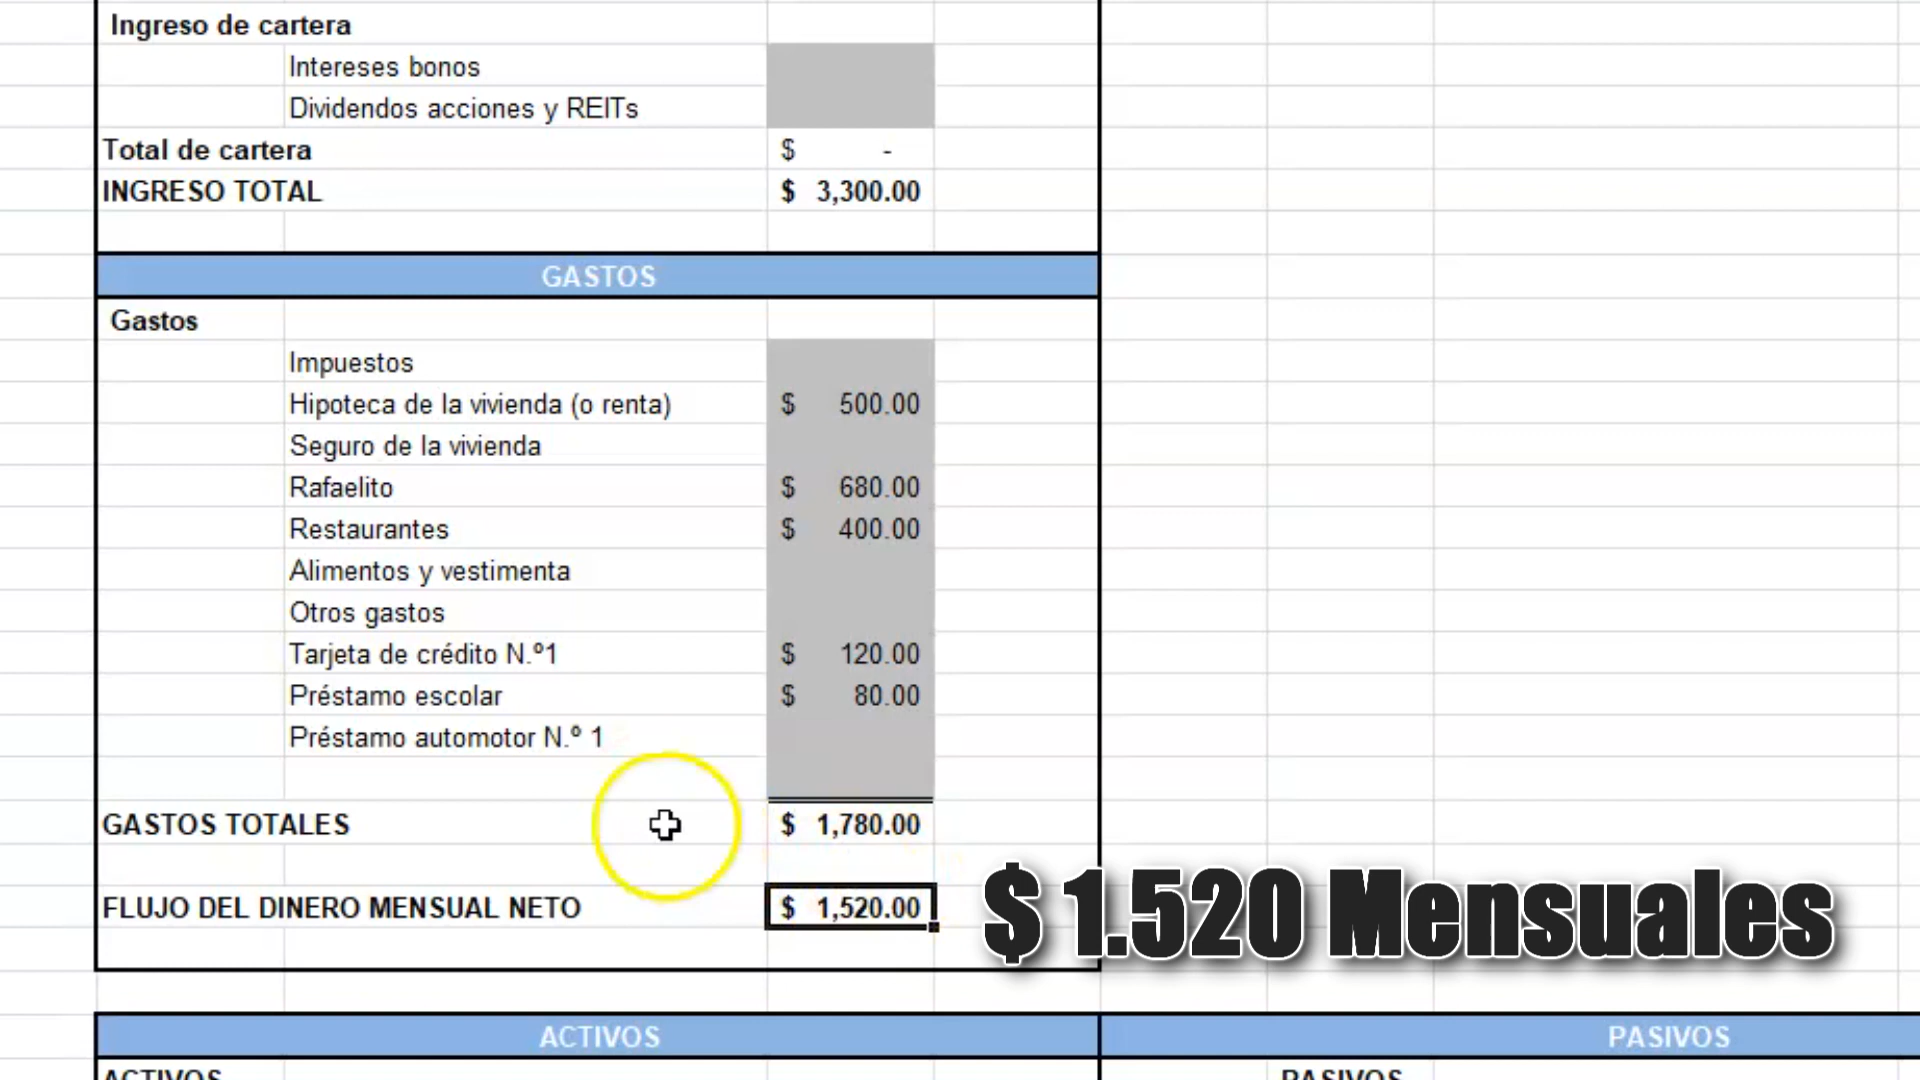 Ingreso de cartera
Intereses bonos
Dividendos acciones y REITs
Total de cartera $ -
INGRESO TOTAL $ 3,300.00
GASTOS
Gastos
Impuestos
Hipoteca de la vivienda (o renta) $ 500.00
Seguro de la vivienda
Rafaelito $ 680.00
Restaurantes $ 400.00
Alimentos y vestimenta
Otros gastos
Tarjeta de crédito N.º1 $ 120.00
Préstamo escolar $ 80.00
Préstamo automotor N.º 1
GASTOS TOTALES $ 1,780.00
FLUJO DEL DINERO MENSUAL NETO $ 1,520.00
$ 1.520 Mensuales
ACTIVOS PASIVOS
ACTIVOS PASIVOS